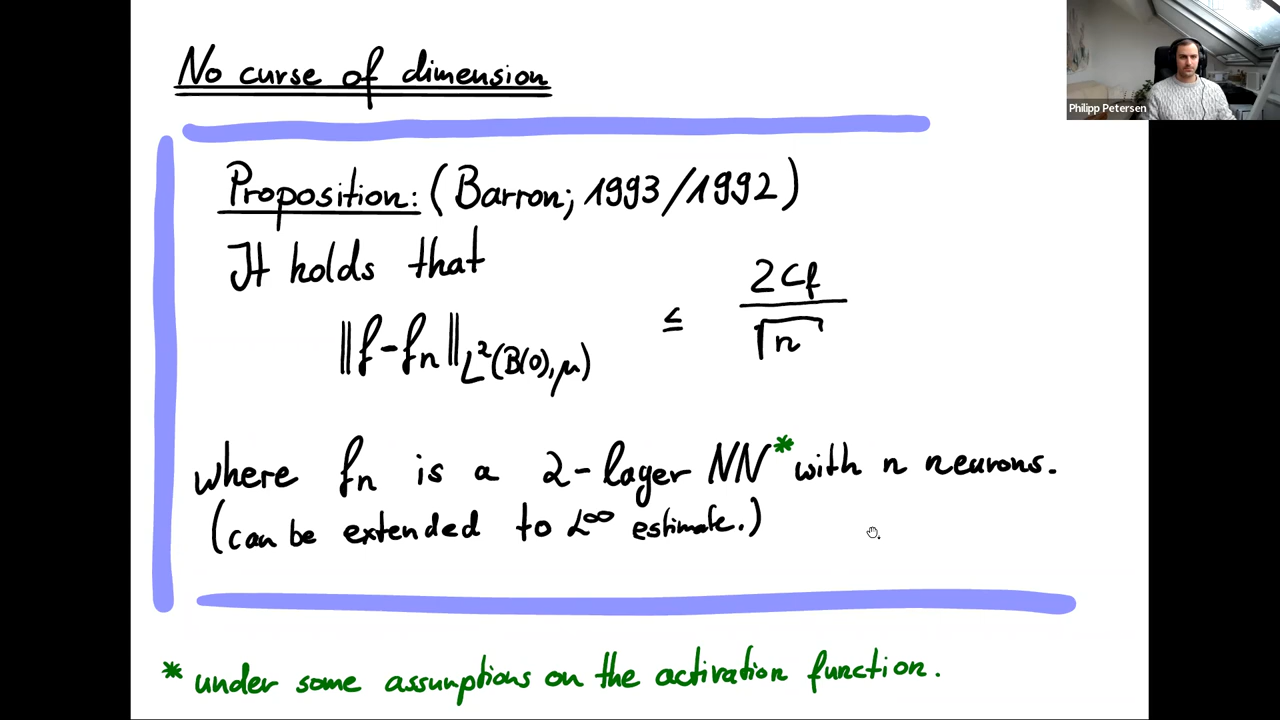 No curse of dimension
Philipp Petersen
Proposition: (Barron; 1993/1992)
It holds that
‖f-fn‖L²(B(0),μ) ≤ 2Cf/√n
where fn is a 2-layer NN* with n neurons.
(can be extended to L∞ estimate.)
* under some assumptions on the activation function.